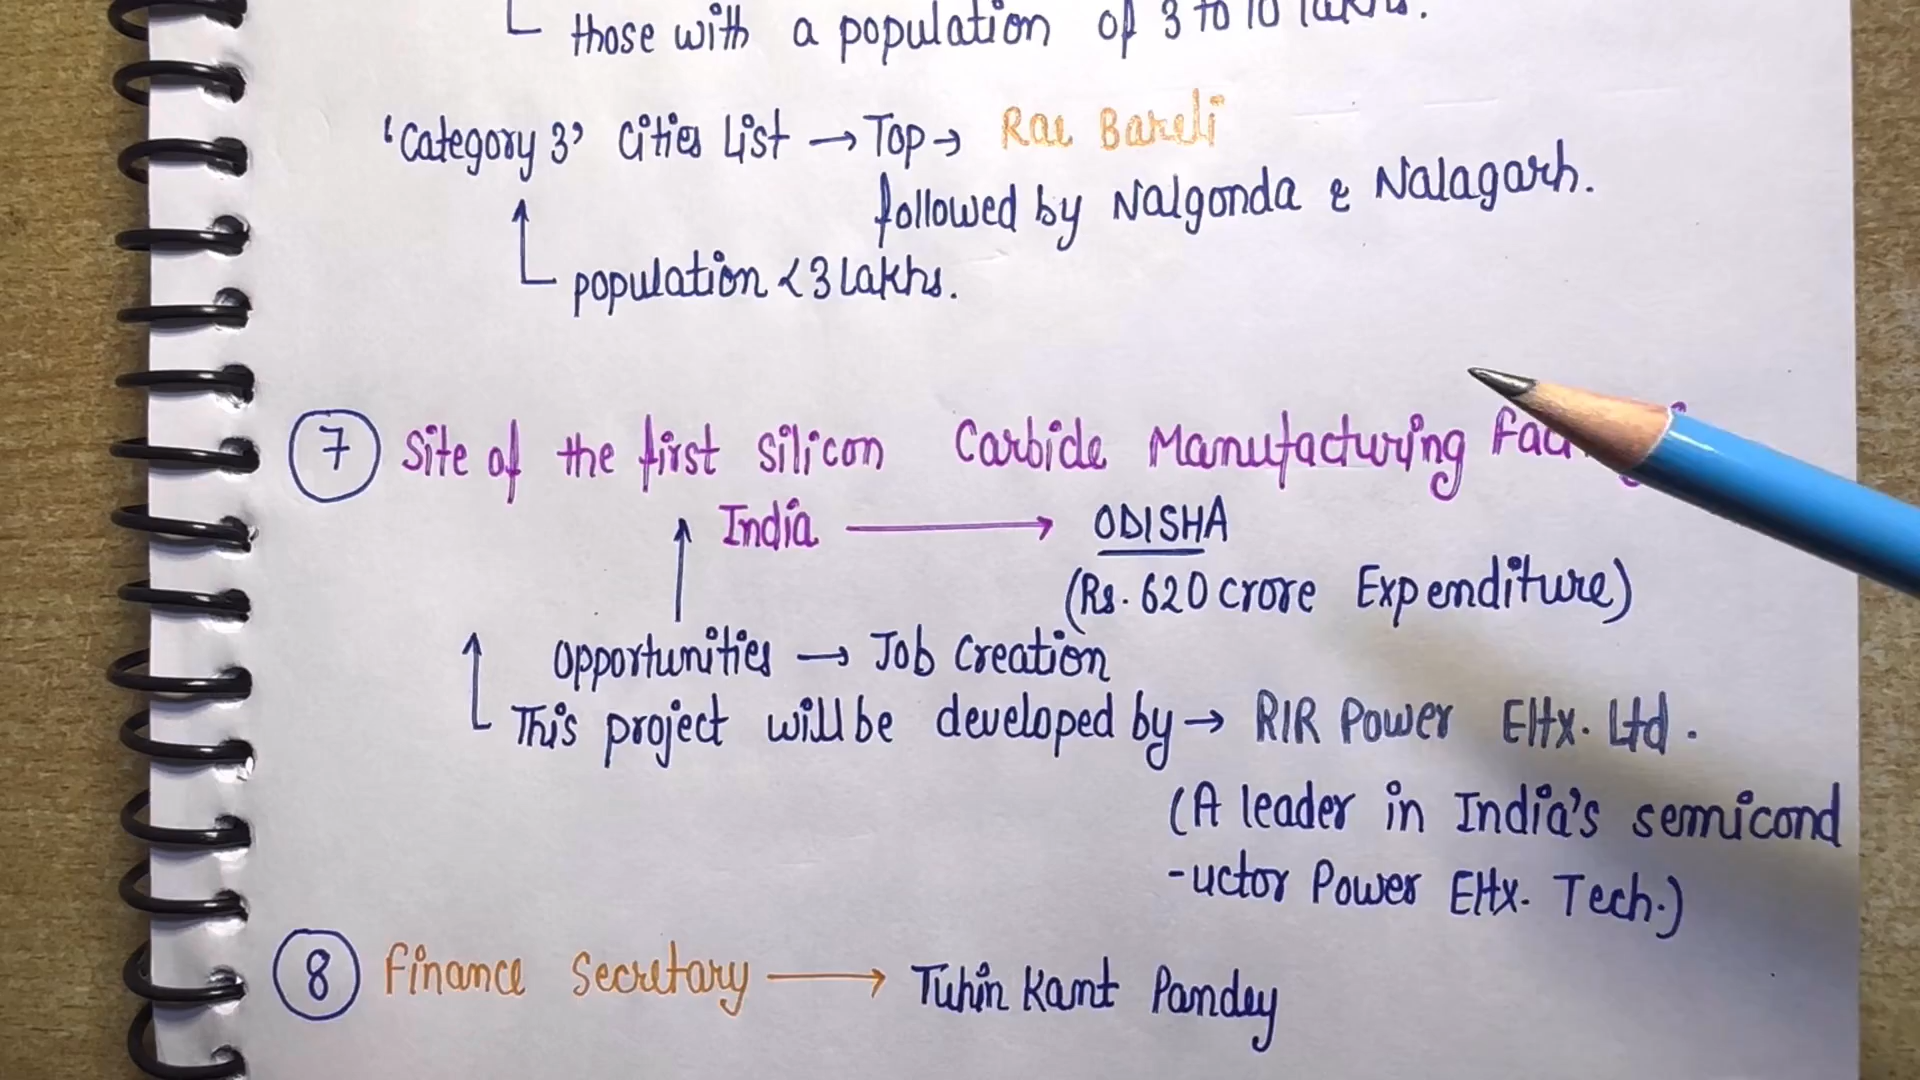 those with a population of 3 to 10 lakhs.
'Category 3' Cities List → Top → Rae Bareli
followed by Nalgonda & Nalagarh.
population < 3 lakhs.
7 Site of the first silicon Carbide Manufacturing
India → ODISHA
(Rs. 620 crore Expenditure)
Opportunities → Job Creation
This project will be developed by → RIR Power Eltx. Ltd.
(A leader in India's semicond
-uctor Power Eltx. Tech.)
8 Finance Secretary → Tuhin Kant Pandey